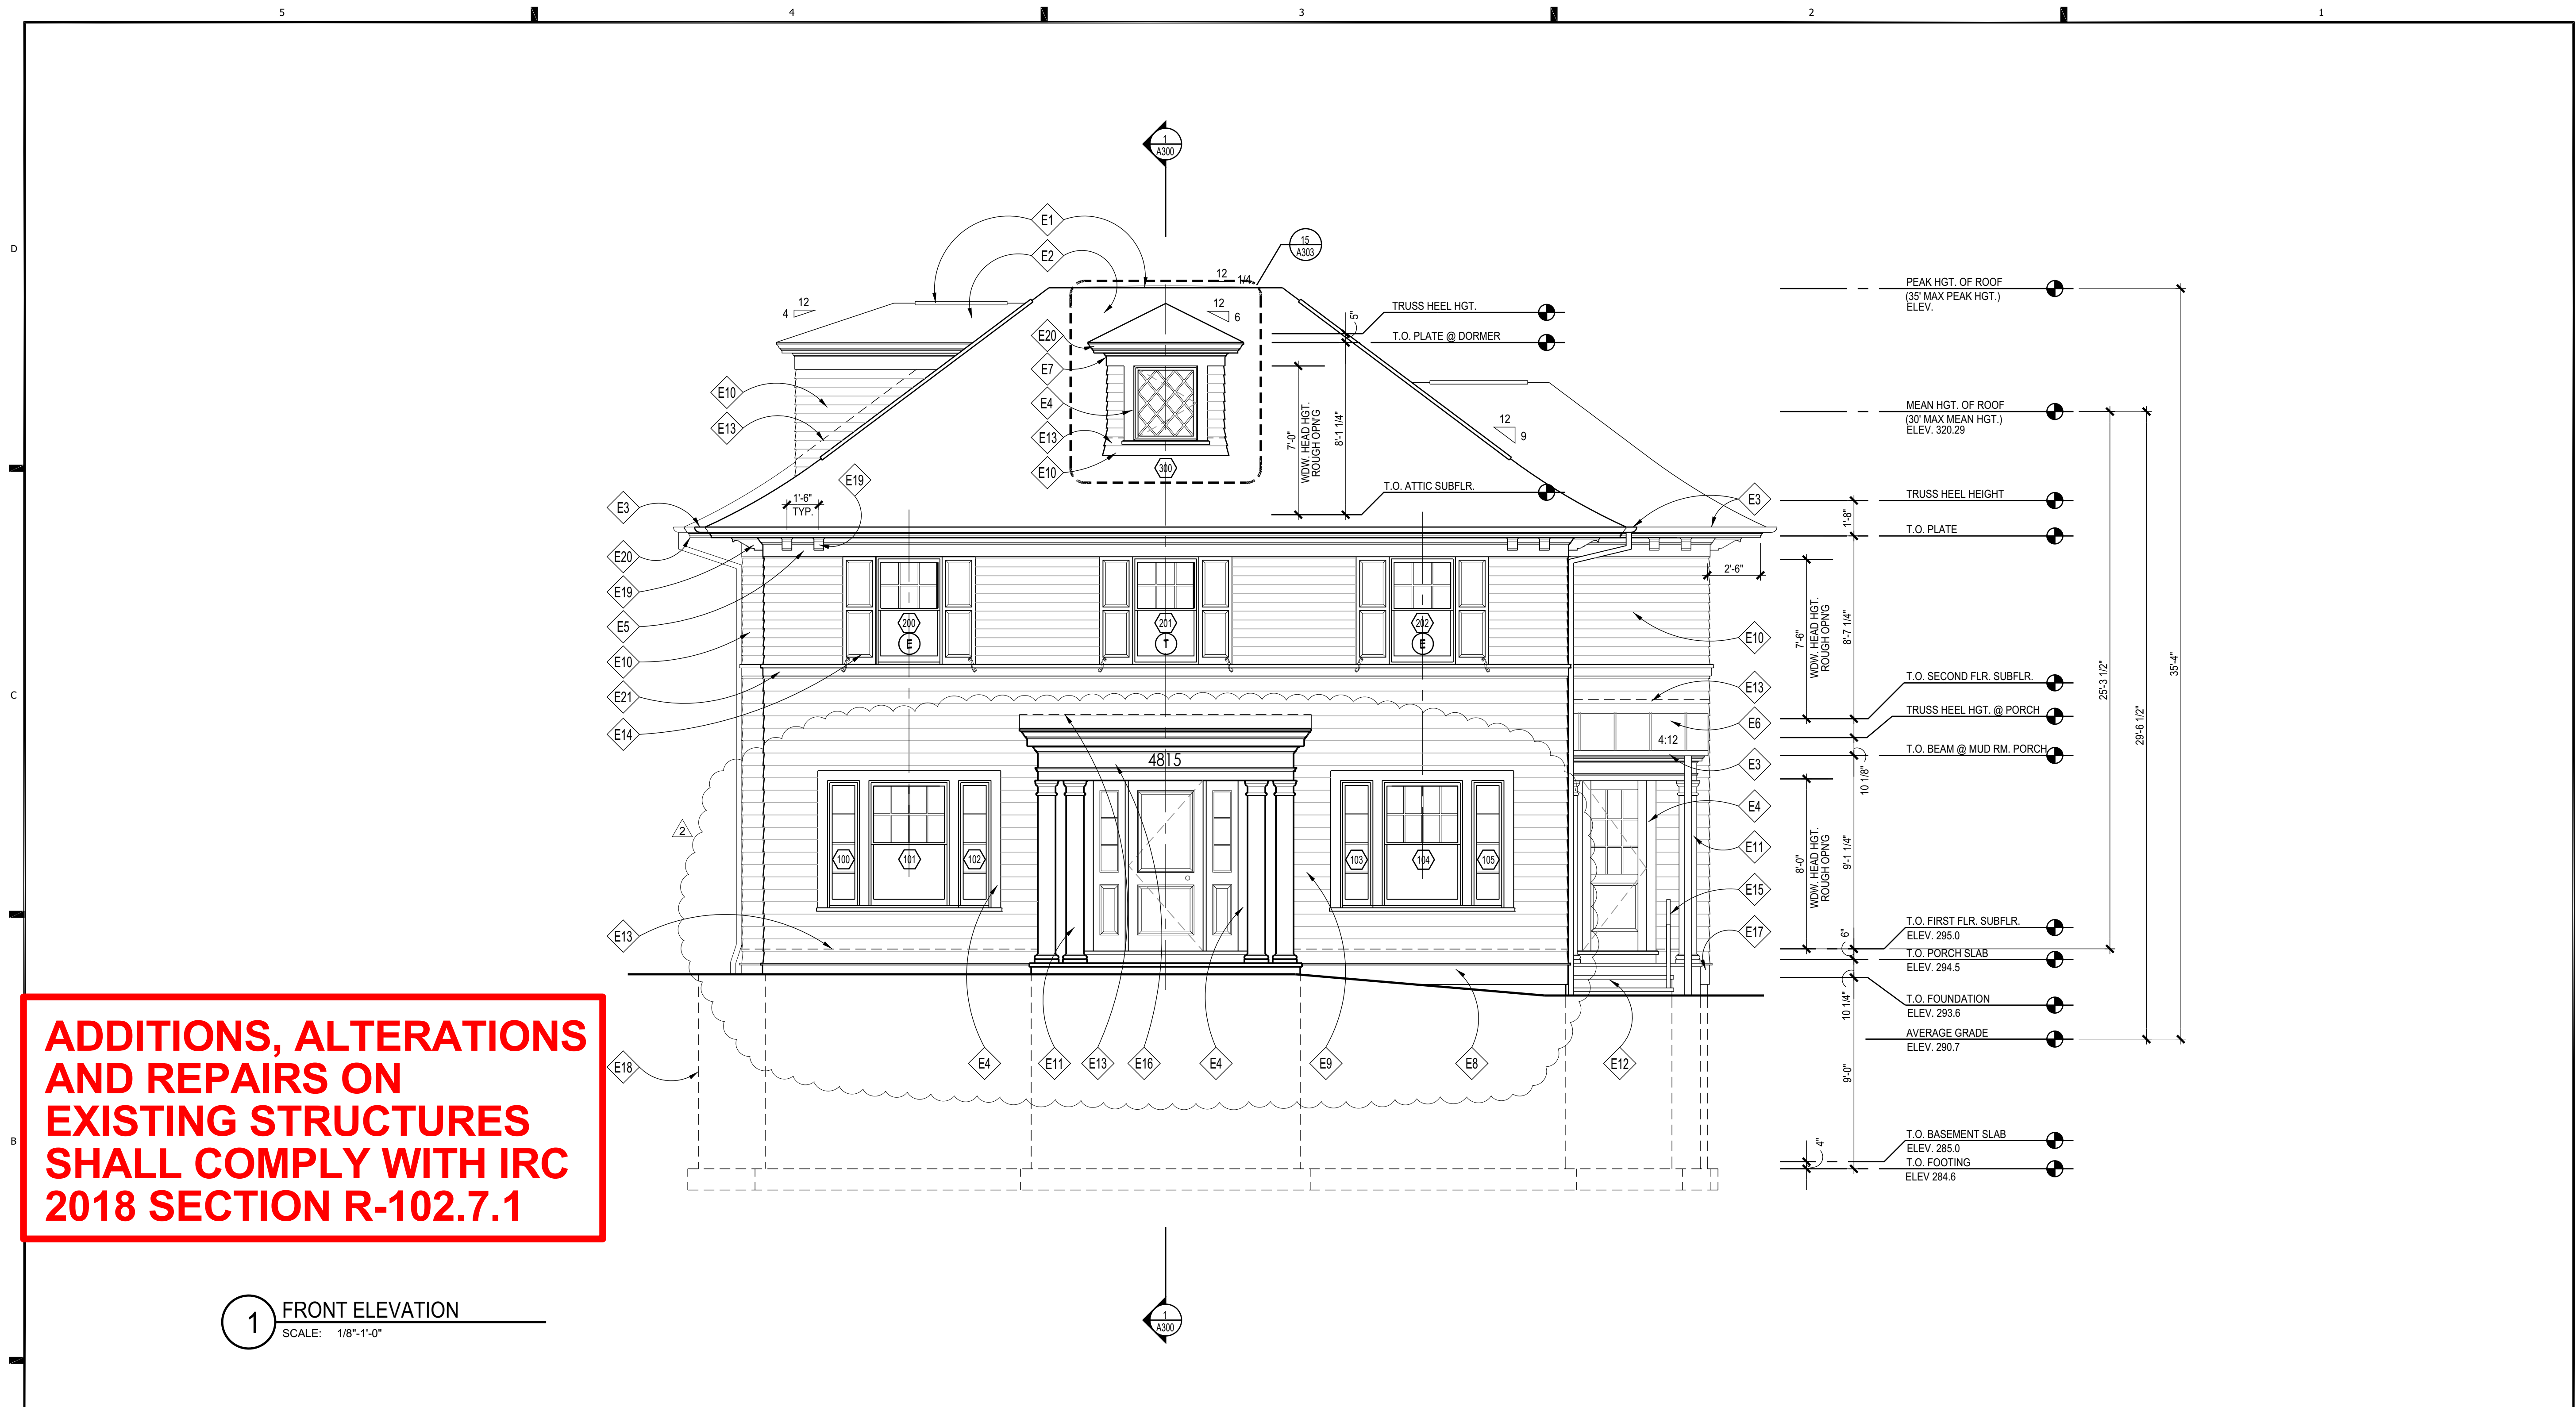 5
4
3
2
1
D
C
B
1
A300
E1
E2
15
A303
12
1/4
12
4
12
6
12
9
E20
E7
E4
E13
E10
300
E10
E13
E19
1'-6"
TYP.
E3
E20
E19
E5
E10
E21
E14
E13
E18
TRUSS HEEL HGT.
T.O. PLATE @ DORMER
T.O. ATTIC SUBFLR.
5"
7'-0"
WDW. HEAD HGT.
ROUGH OPN'G
8'-1 1/4"
200
E
201
T
202
E
2'-6"
4815
100
101
102
103
104
105
2
4:12
E3
E10
E13
E6
E3
E4
E11
E15
E17
E4
E11
E13
E16
E4
E9
E8
E12
PEAK HGT. OF ROOF
(35' MAX PEAK HGT.)
ELEV.
MEAN HGT. OF ROOF
(30' MAX MEAN HGT.)
ELEV. 320.29
TRUSS HEEL HEIGHT
T.O. PLATE
T.O. SECOND FLR. SUBFLR.
TRUSS HEEL HGT. @ PORCH
T.O. BEAM @ MUD RM. PORCH
T.O. FIRST FLR. SUBFLR.
ELEV. 295.0
T.O. PORCH SLAB
ELEV. 294.5
T.O. FOUNDATION
ELEV. 293.6
AVERAGE GRADE
ELEV. 290.7
T.O. BASEMENT SLAB
ELEV. 285.0
T.O. FOOTING
ELEV 284.6
1'-8"
7'-6"
WDW. HEAD HGT.
ROUGH OPN'G
8'-7 1/4"
10 1/8"
8'-0"
WDW. HEAD HGT.
ROUGH OPN'G
9'-1 1/4"
6"
10 1/4"
9'-0"
4"
25'-3 1/2"
29'-6 1/2"
35'-4"
ADDITIONS, ALTERATIONS
AND REPAIRS ON
EXISTING STRUCTURES
SHALL COMPLY WITH IRC
2018 SECTION R-102.7.1
1
FRONT ELEVATION
SCALE: 1/8"-1'-0"
1
A300